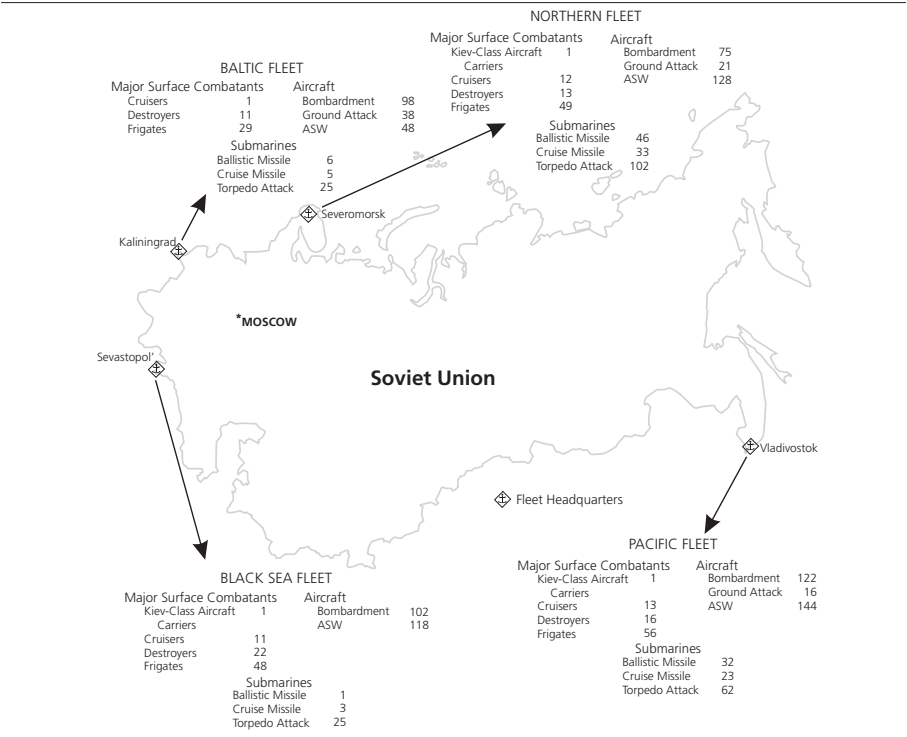 NORTHERN FLEET
Major Surface Combatants
Kiev-Class Aircraft 1
Carriers
Cruisers 12
Destroyers 13
Frigates 49
Aircraft
Bombardment 75
Ground Attack 21
ASW 128
Submarines
Ballistic Missile 46
Cruise Missile 33
Torpedo Attack 102
BALTIC FLEET
Major Surface Combatants
Cruisers 1
Destroyers 11
Frigates 29
Aircraft
Bombardment 98
Ground Attack 38
ASW 48
Submarines
Ballistic Missile 6
Cruise Missile 5
Torpedo Attack 25
Severomorsk
Kaliningrad
*MOSCOW
Sevastopol'
Soviet Union
Vladivostok
Fleet Headquarters
BLACK SEA FLEET
Major Surface Combatants
Kiev-Class Aircraft 1
Carriers
Cruisers 11
Destroyers 22
Frigates 48
Aircraft
Bombardment 102
ASW 118
Submarines
Ballistic Missile 1
Cruise Missile 3
Torpedo Attack 25
PACIFIC FLEET
Major Surface Combatants
Kiev-Class Aircraft 1
Carriers
Cruisers 13
Destroyers 16
Frigates 56
Aircraft
Bombardment 122
Ground Attack 16
ASW 144
Submarines
Ballistic Missile 32
Cruise Missile 23
Torpedo Attack 62